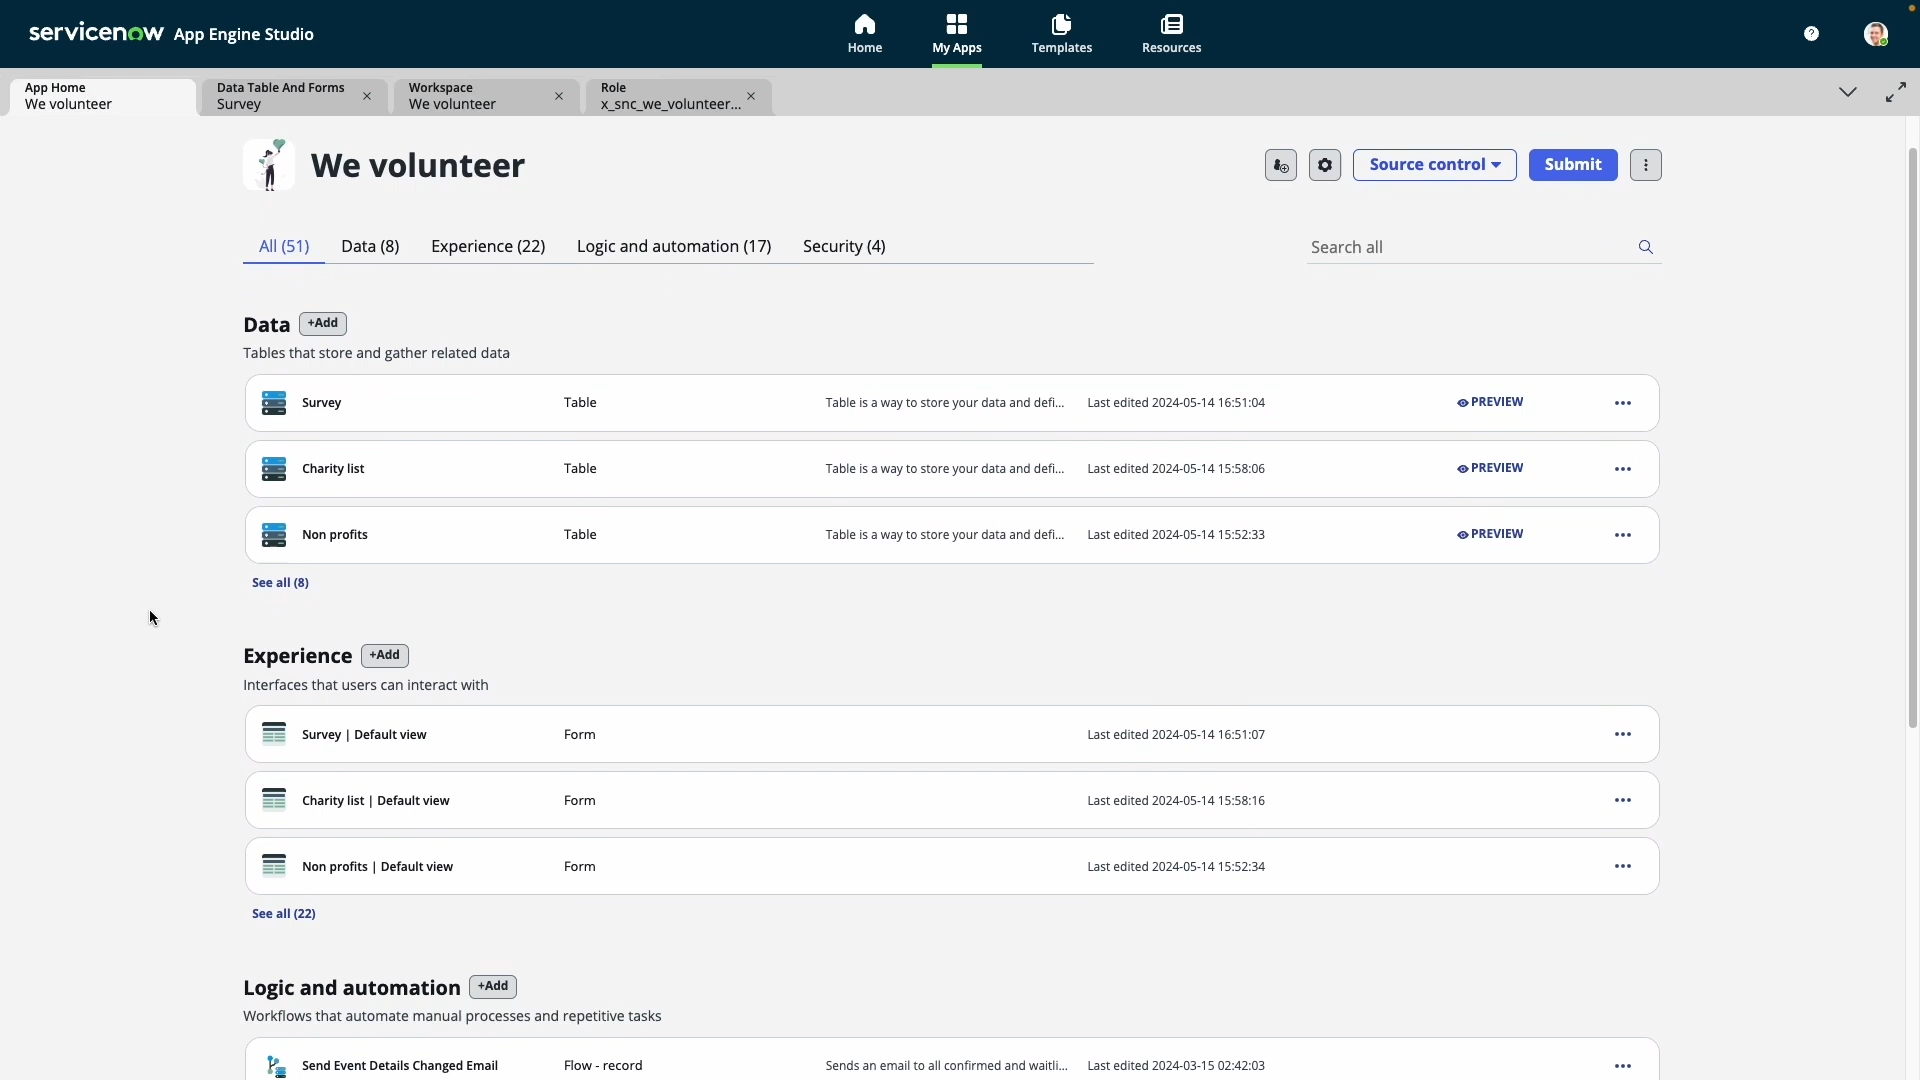 servicenow App Engine Studio
Home
My Apps
Templates
Resources
?
App Home
We volunteer
Data Table And Forms
Survey
Workspace
We volunteer
Role
x_snc_we_volunteer...
We volunteer
Source control
Submit
All (51)
Data (8)
Experience (22)
Logic and automation (17)
Security (4)
Search all
Data +Add
Tables that store and gather related data
Survey Table Table is a way to store your data and defi... Last edited 2024-05-14 16:51:04 PREVIEW
Charity list Table Table is a way to store your data and defi... Last edited 2024-05-14 15:58:06 PREVIEW
Non profits Table Table is a way to store your data and defi... Last edited 2024-05-14 15:52:33 PREVIEW
See all (8)
Experience +Add
Interfaces that users can interact with
Survey | Default view Form Last edited 2024-05-14 16:51:07
Charity list | Default view Form Last edited 2024-05-14 15:58:16
Non profits | Default view Form Last edited 2024-05-14 15:52:34
See all (22)
Logic and automation +Add
Workflows that automate manual processes and repetitive tasks
Send Event Details Changed Email Flow - record Sends an email to all confirmed and waitli... Last edited 2024-03-15 02:42:03